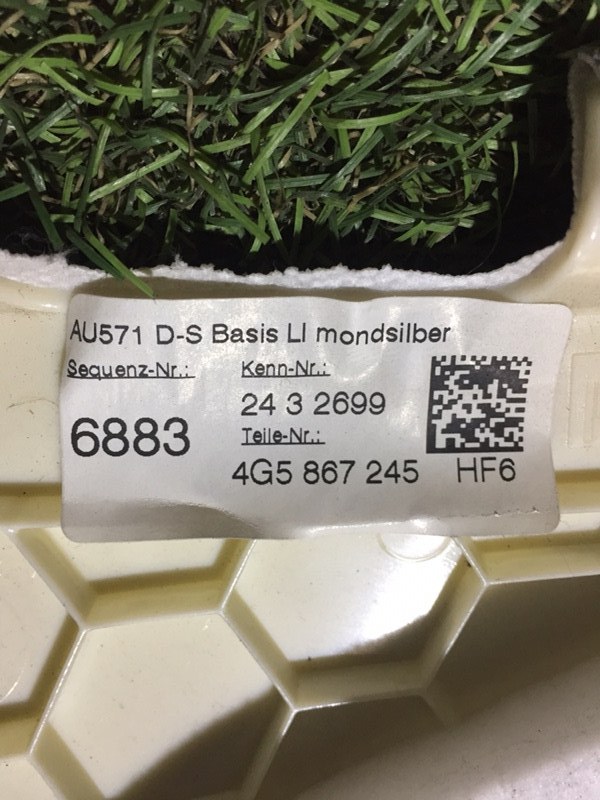 AU571 D-S Basis LI mondsilber
Sequenz-Nr.: Kenn-Nr.:
24 3 2699
6883
Teile-Nr.:
4G5 867 245 HF6